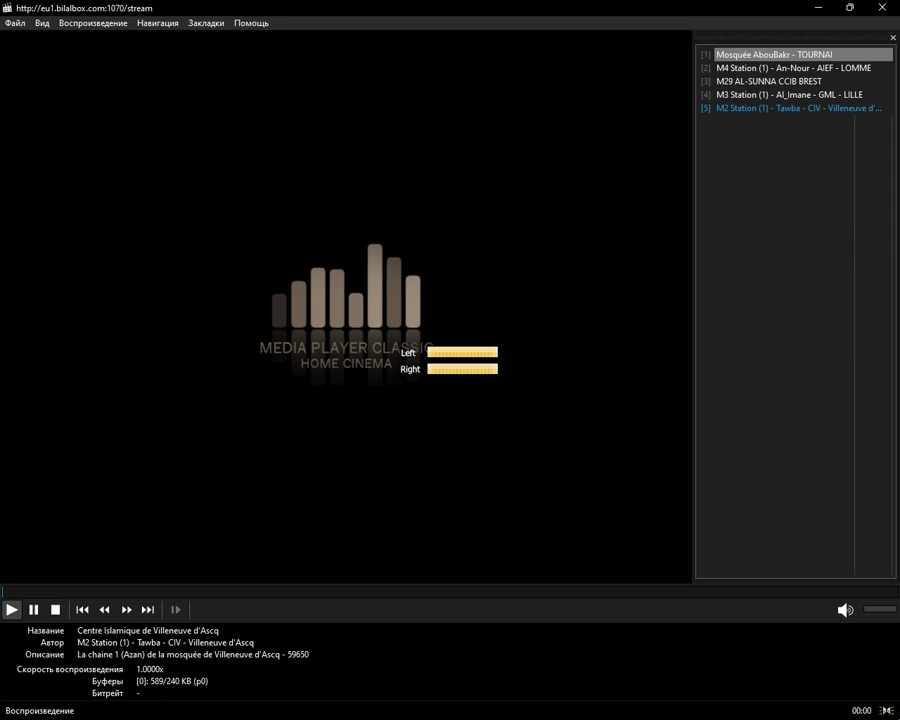 http://eu1.bilalbox.com:1070/stream
Файл Вид Воспроизведение Навигация Закладки Помощь
[1] Mosquée AbouBakr - TOURNAI
[2] M4 Station (1) - An-Nour - AIEF - LOMME
[3] M29 AL-SUNNA CCIB BREST
[4] M3 Station (1) - Al_Imane - GML - LILLE
[5] M2 Station (1) - Tawba - CIV - Villeneuve d'...
MEDIA PLAYER CLASSIC
HOME CINEMA
Left
Right
Название Centre Islamique de Villeneuve d'Ascq
Автор M2 Station (1) - Tawba - CIV - Villeneuve d'Ascq
Описание La chaine 1 (Azan) de la mosquée de Villeneuve d'Ascq - 59650
Скорость воспроизведения 1.0000x
Буферы [0]: 589/240 KB (p0)
Битрейт -
Воспроизведение 00:00